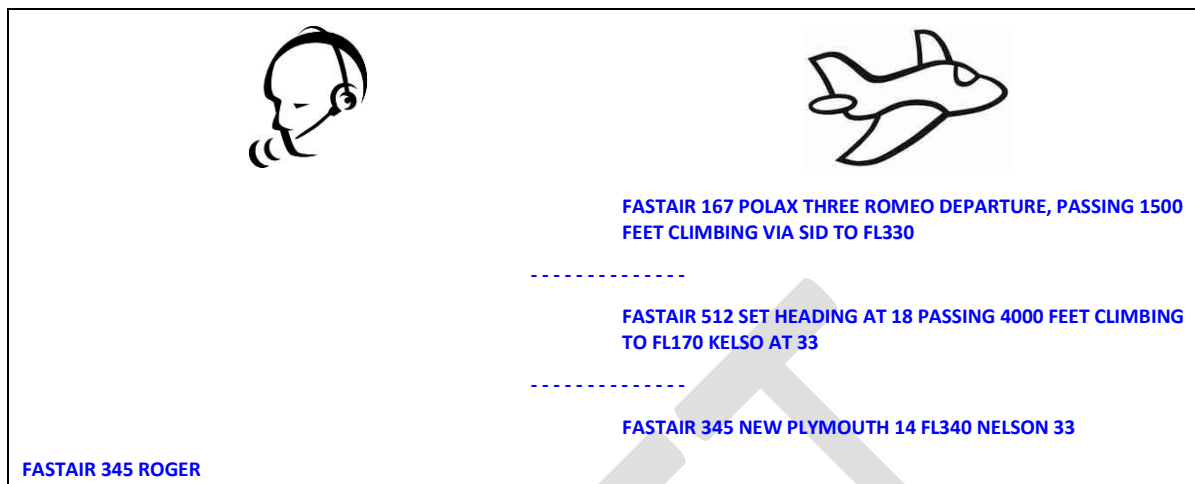 FASTAIR 167 POLAX THREE ROMEO DEPARTURE, PASSING 1500
FEET CLIMBING VIA SID TO FL330
- - - - - - - - - - - - - -
FASTAIR 512 SET HEADING AT 18 PASSING 4000 FEET CLIMBING
TO FL170 KELSO AT 33
- - - - - - - - - - - - - -
FASTAIR 345 NEW PLYMOUTH 14 FL340 NELSON 33
FASTAIR 345 ROGER